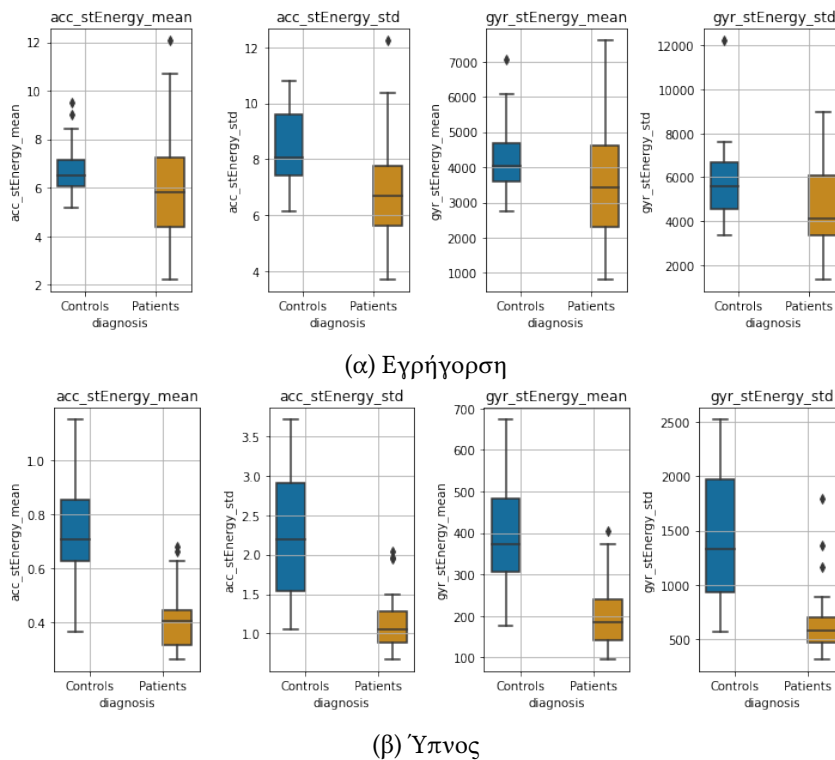 acc_stEnergy_mean acc_stEnergy_std gyr_stEnergy_mean gyr_stEnergy_std
acc_stEnergy_mean
12
10
8
6
4
2
acc_stEnergy_std
12
10
8
6
4
gyr_stEnergy_mean
7000
6000
5000
4000
3000
2000
1000
gyr_stEnergy_std
12000
10000
8000
6000
4000
2000
Controls Patients Controls Patients Controls Patients Controls Patients
diagnosis diagnosis diagnosis diagnosis
(α) Εγρήγορση
acc_stEnergy_mean acc_stEnergy_std gyr_stEnergy_mean gyr_stEnergy_std
acc_stEnergy_mean
1.0
0.8
0.6
0.4
acc_stEnergy_std
3.5
3.0
2.5
2.0
1.5
1.0
gyr_stEnergy_mean
700
600
500
400
300
200
100
gyr_stEnergy_std
2500
2000
1500
1000
500
Controls Patients Controls Patients Controls Patients Controls Patients
diagnosis diagnosis diagnosis diagnosis
(β) Ύπνος